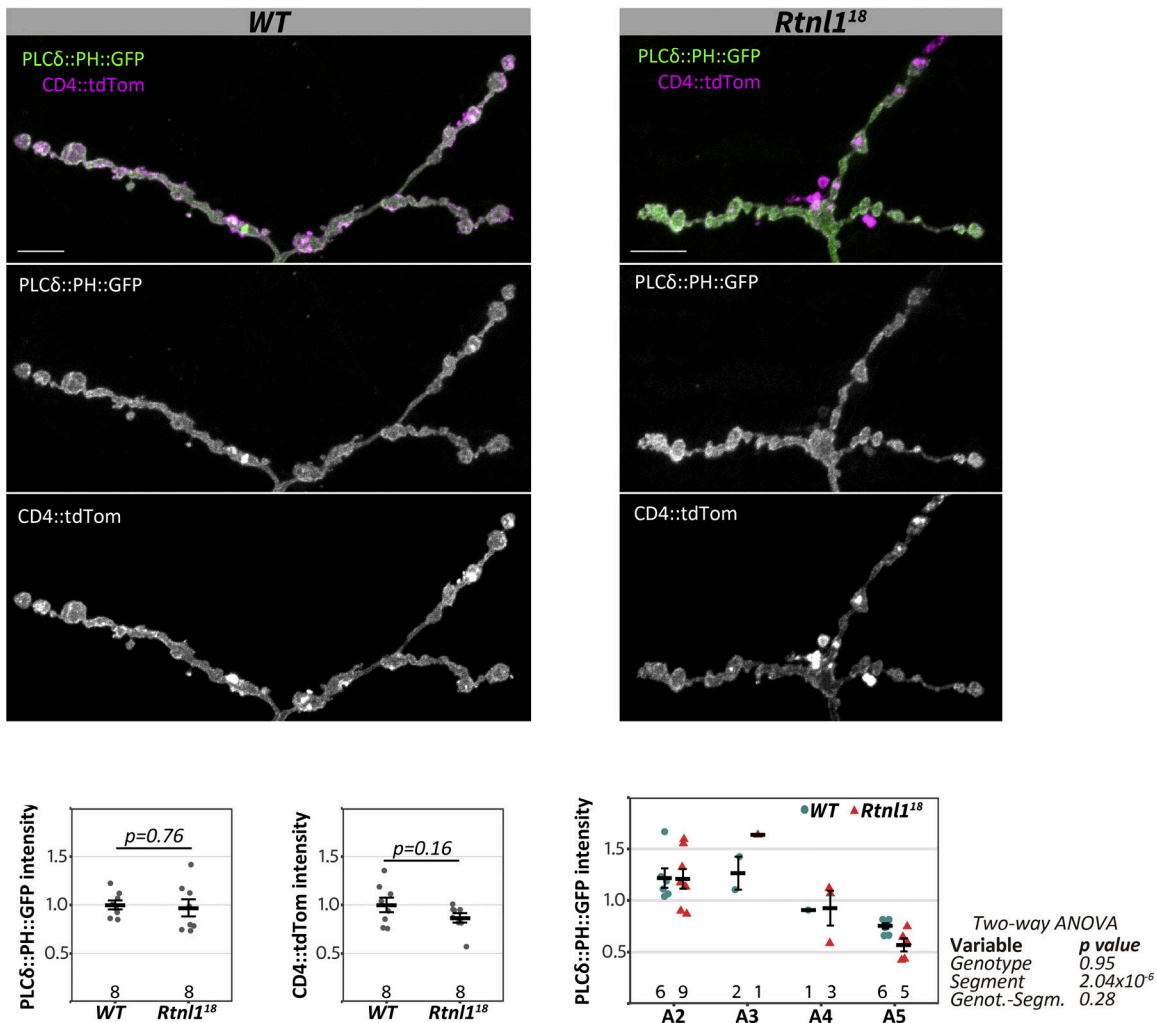 WT
Rtnl1¹⁸
PLCδ::PH::GFP
CD4::tdTom
PLCδ::PH::GFP
CD4::tdTom
PLCδ::PH::GFP
PLCδ::PH::GFP
CD4::tdTom
CD4::tdTom
PLCδ::PH::GFP intensity
p=0.76
1.5
1.0
0.5
8 8
WT Rtnl1¹⁸
CD4::tdTom intensity
p=0.16
1.5
1.0
0.5
8 8
WT Rtnl1¹⁸
PLCδ::PH::GFP intensity
WT Rtnl1¹⁸
1.5
1.0
0.5
6 9 2 1 1 3 6 5
A2 A3 A4 A5
Two-way ANOVA
Variable p value
Genotype 0.95
Segment 2.04x10⁻⁶
Genot.-Segm. 0.28